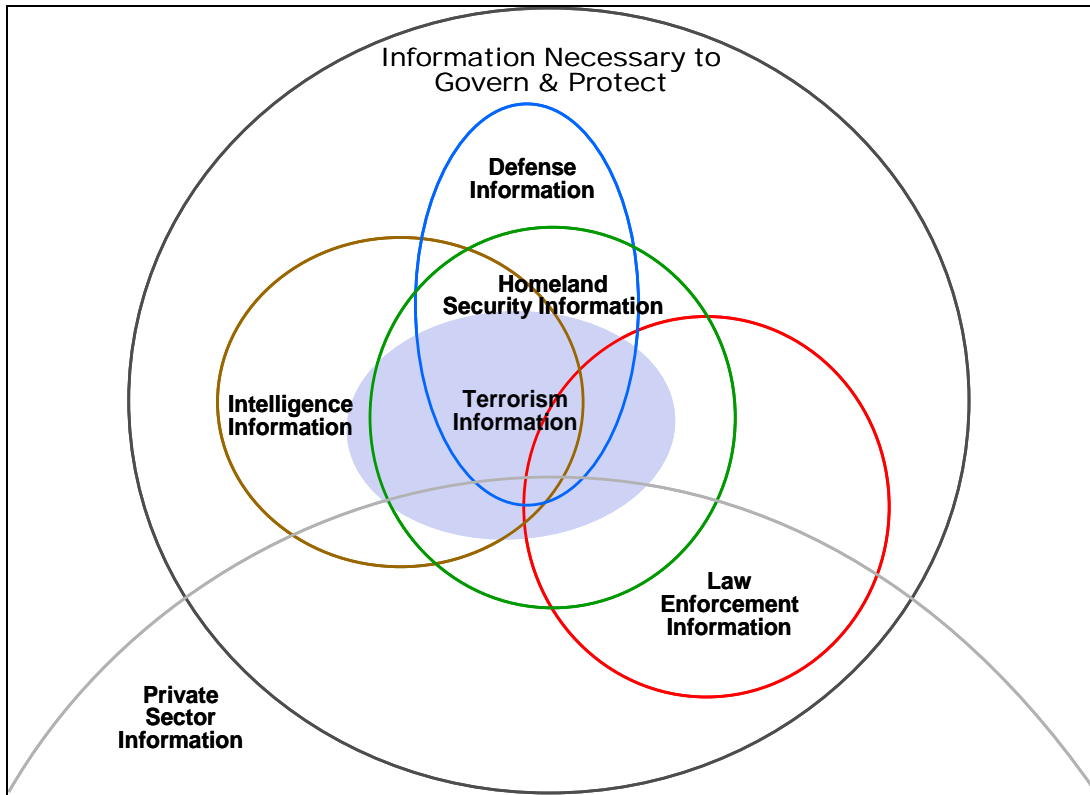 Information Necessary to
Govern & Protect
Defense
Information
Homeland
Security Information
Terrorism
Information
Intelligence
Information
Law
Enforcement
Information
Private
Sector
Information